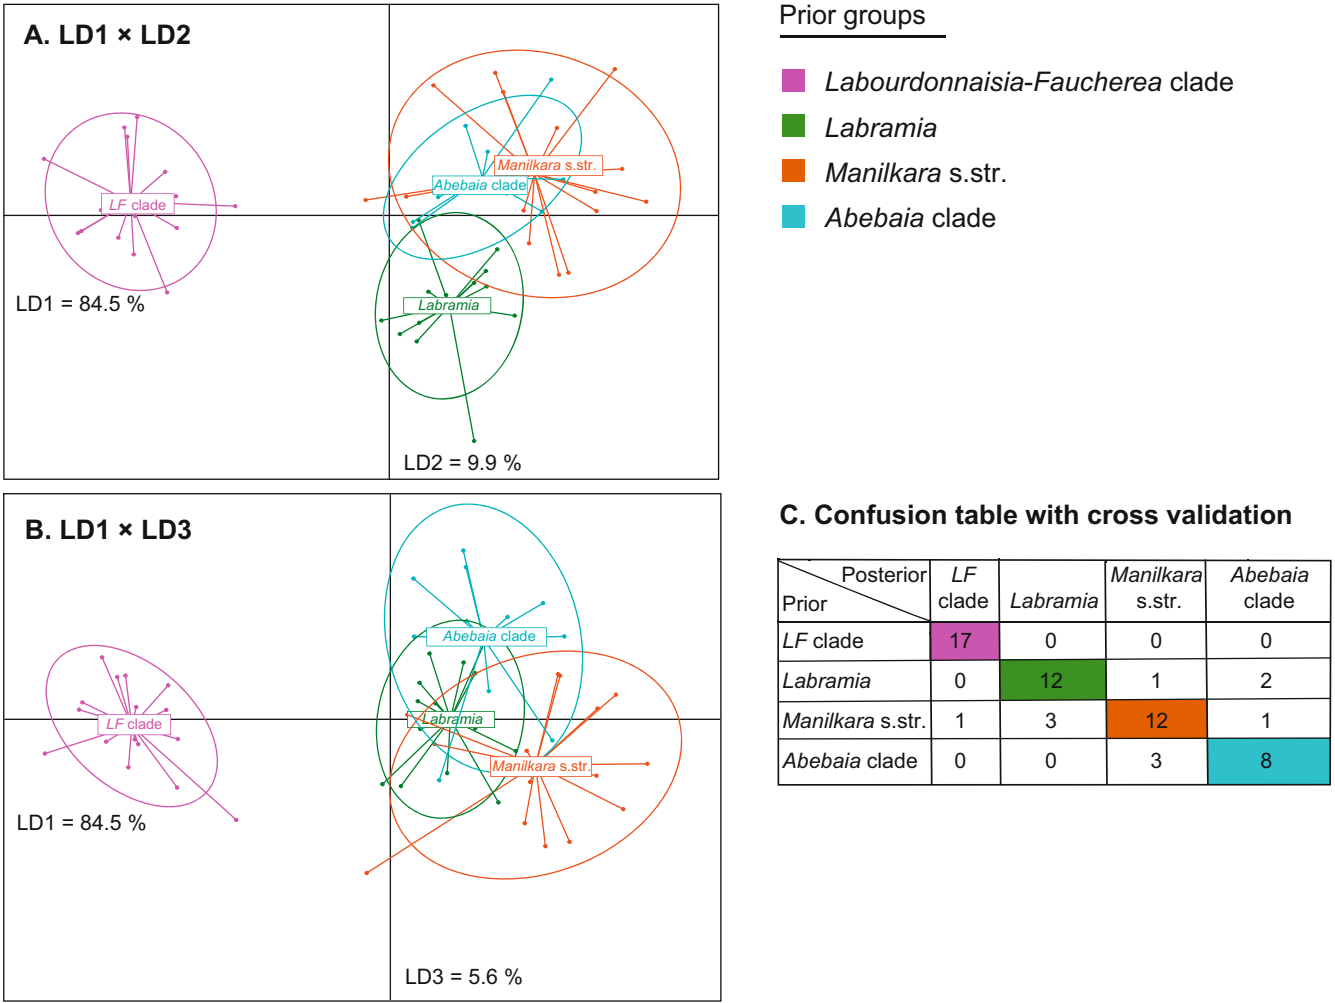 A. LD1 × LD2
LF clade
Manilkara s.str.
Abebaia clade
Labramia
LD1 = 84.5 %
LD2 = 9.9 %
Prior groups
Labourdonnaisia-Faucherea clade
Labramia
Manilkara s.str.
Abebaia clade
B. LD1 × LD3
Abebaia clade
LF clade
Labramia
Manilkara s.str.
LD1 = 84.5 %
LD3 = 5.6 %
C. Confusion table with cross validation
Posterior LF Manilkara Abebaia
Prior clade Labramia s.str. clade
LF clade 17 0 0 0
Labramia 0 12 1 2
Manilkara s.str. 1 3 12 1
Abebaia clade 0 0 3 8